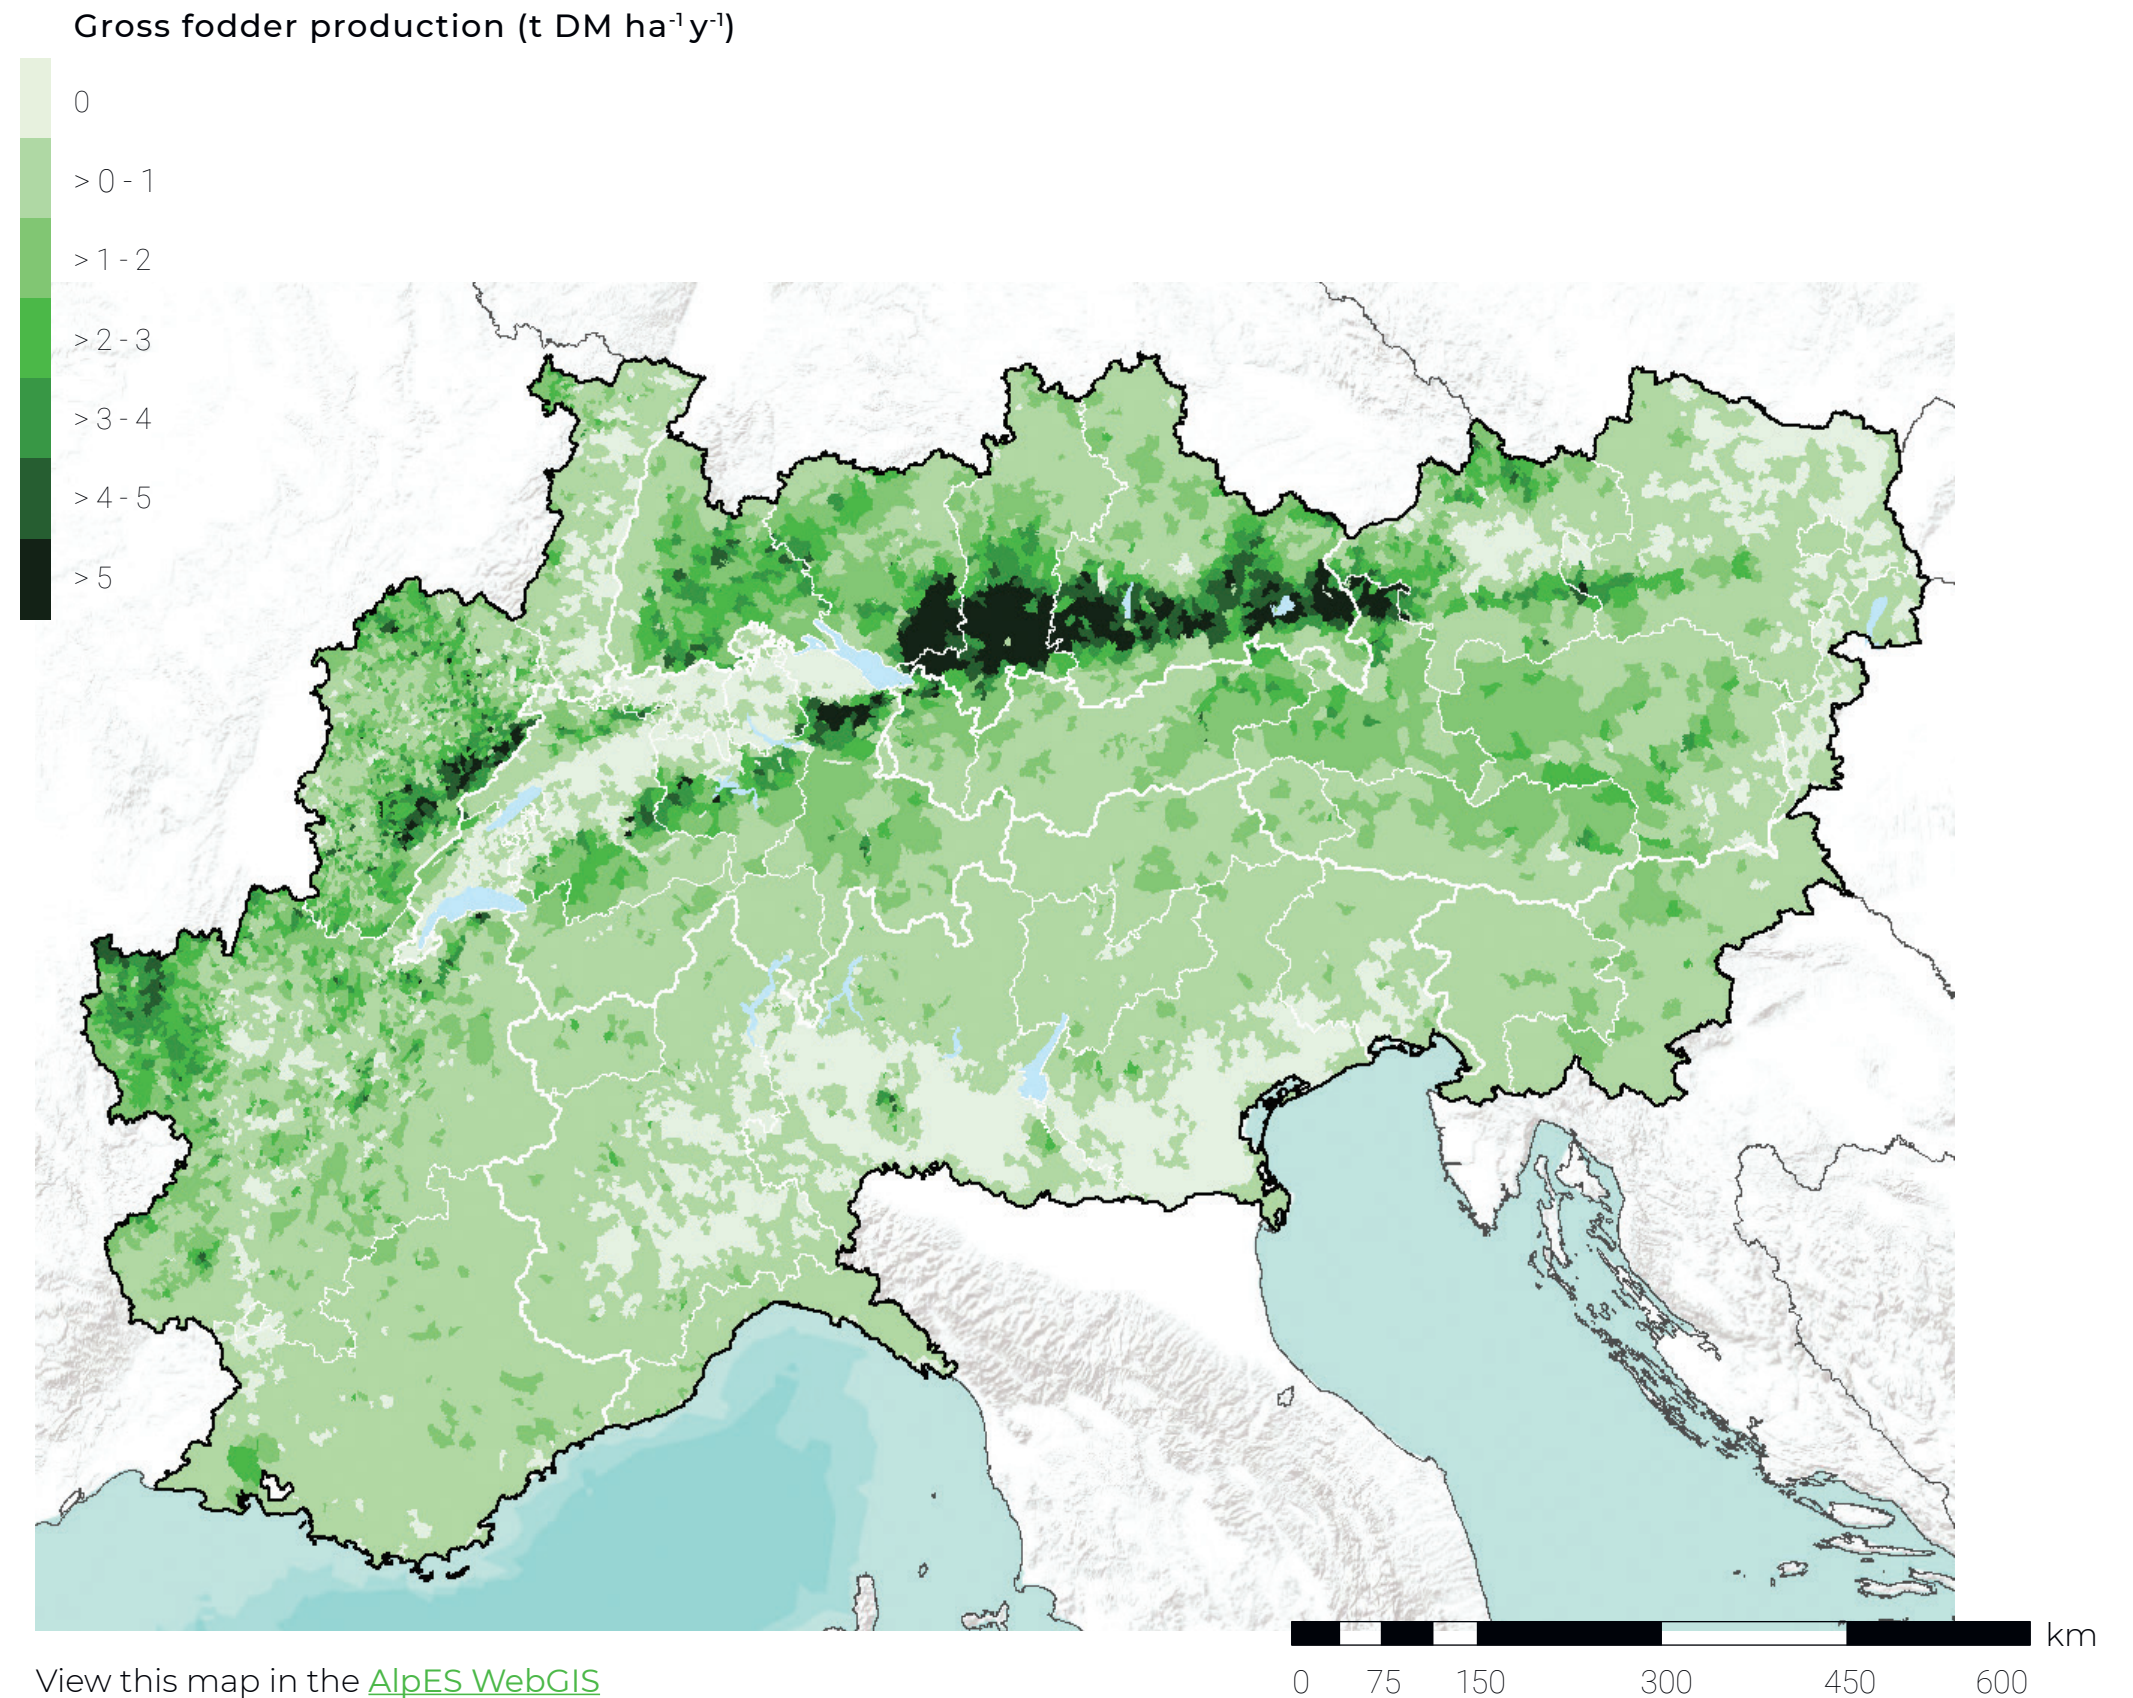 Gross fodder production (t DM ha⁻¹ y⁻¹)
0
> 0 - 1
> 1 - 2
>2 - 3
> 3 - 4
> 4 - 5
> 5
km
0 75 150 300 450 600
View this map in the AlpES WebGIS